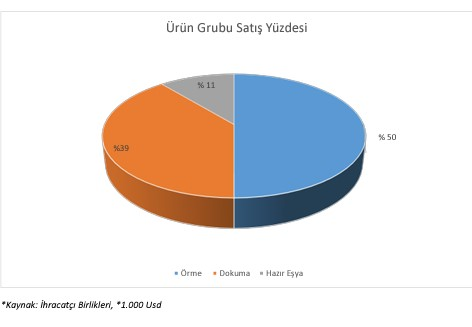 Ürün Grubu Satış Yüzdesi
% 11
% 50
%39
Örme Dokuma Hazır Eşya
*Kaynak: İhracatçı Birlikleri, *1.000 Usd